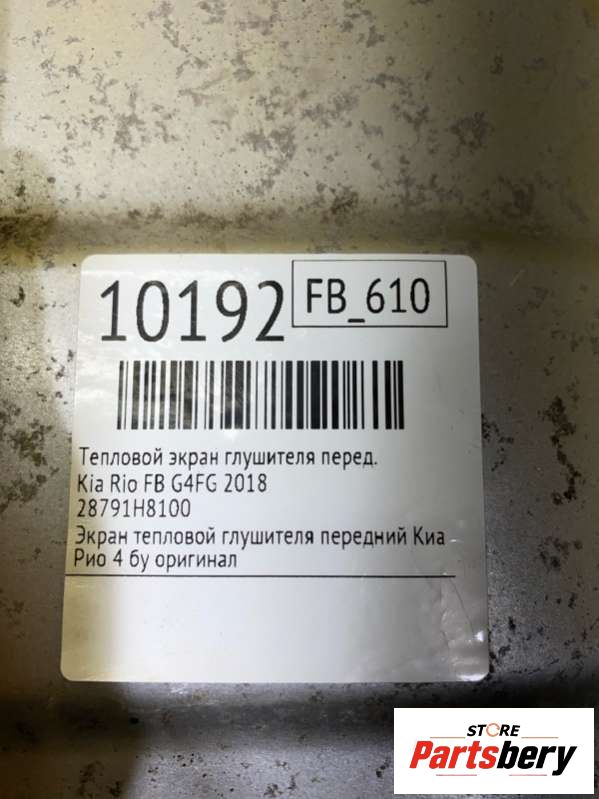 10192
FB_610
Тепловой экран глушителя перед.
Kia Rio FB G4FG 2018
28791H8100
Экран тепловой глушителя передний Киа
Рио 4 бу оригинал
STORE
Partsbery